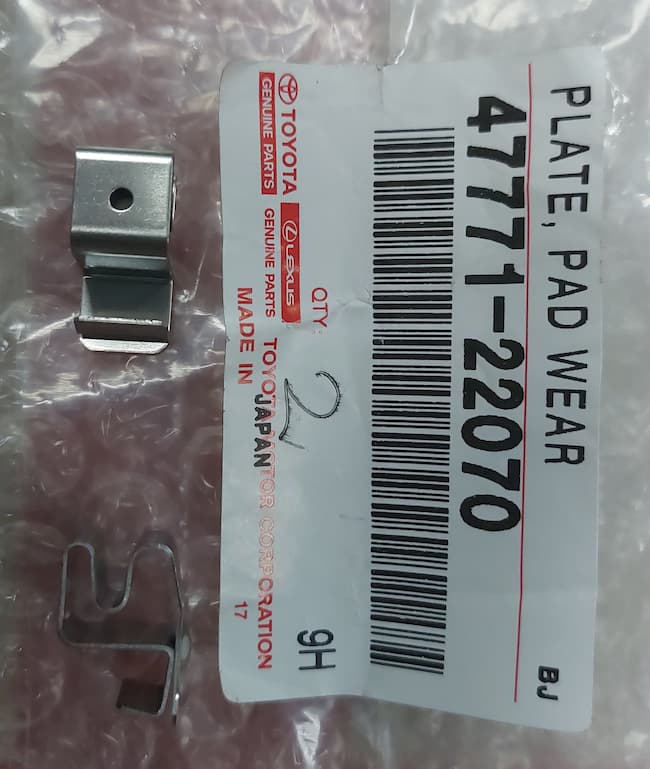 PLATE, PAD WEAR
BJ
47771-22070
QTY: 2
9H
TOYOTA
GENUINE PARTS
LEXUS
GENUINE PARTS
TOYOTA MOTOR CORPORATION
MADE IN JAPAN
17